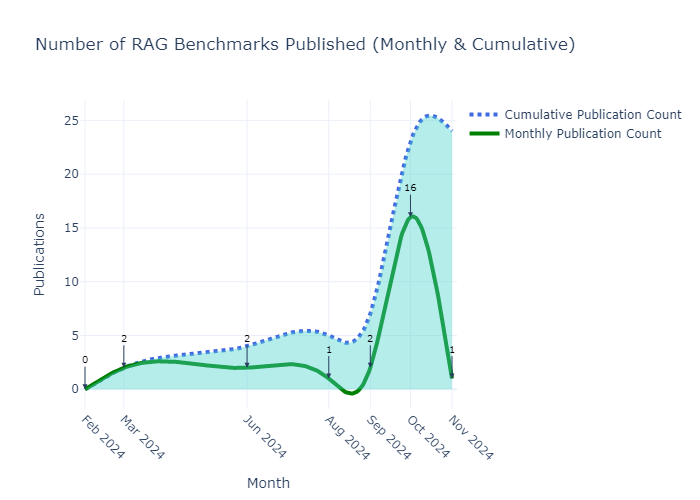 Number of RAG Benchmarks Published (Monthly & Cumulative)
Cumulative Publication Count
Monthly Publication Count
Publications
25
20
15
10
5
0
0
2
2
1
2
16
1
Feb 2024
Mar 2024
Jun 2024
Aug 2024
Sep 2024
Oct 2024
Nov 2024
Month